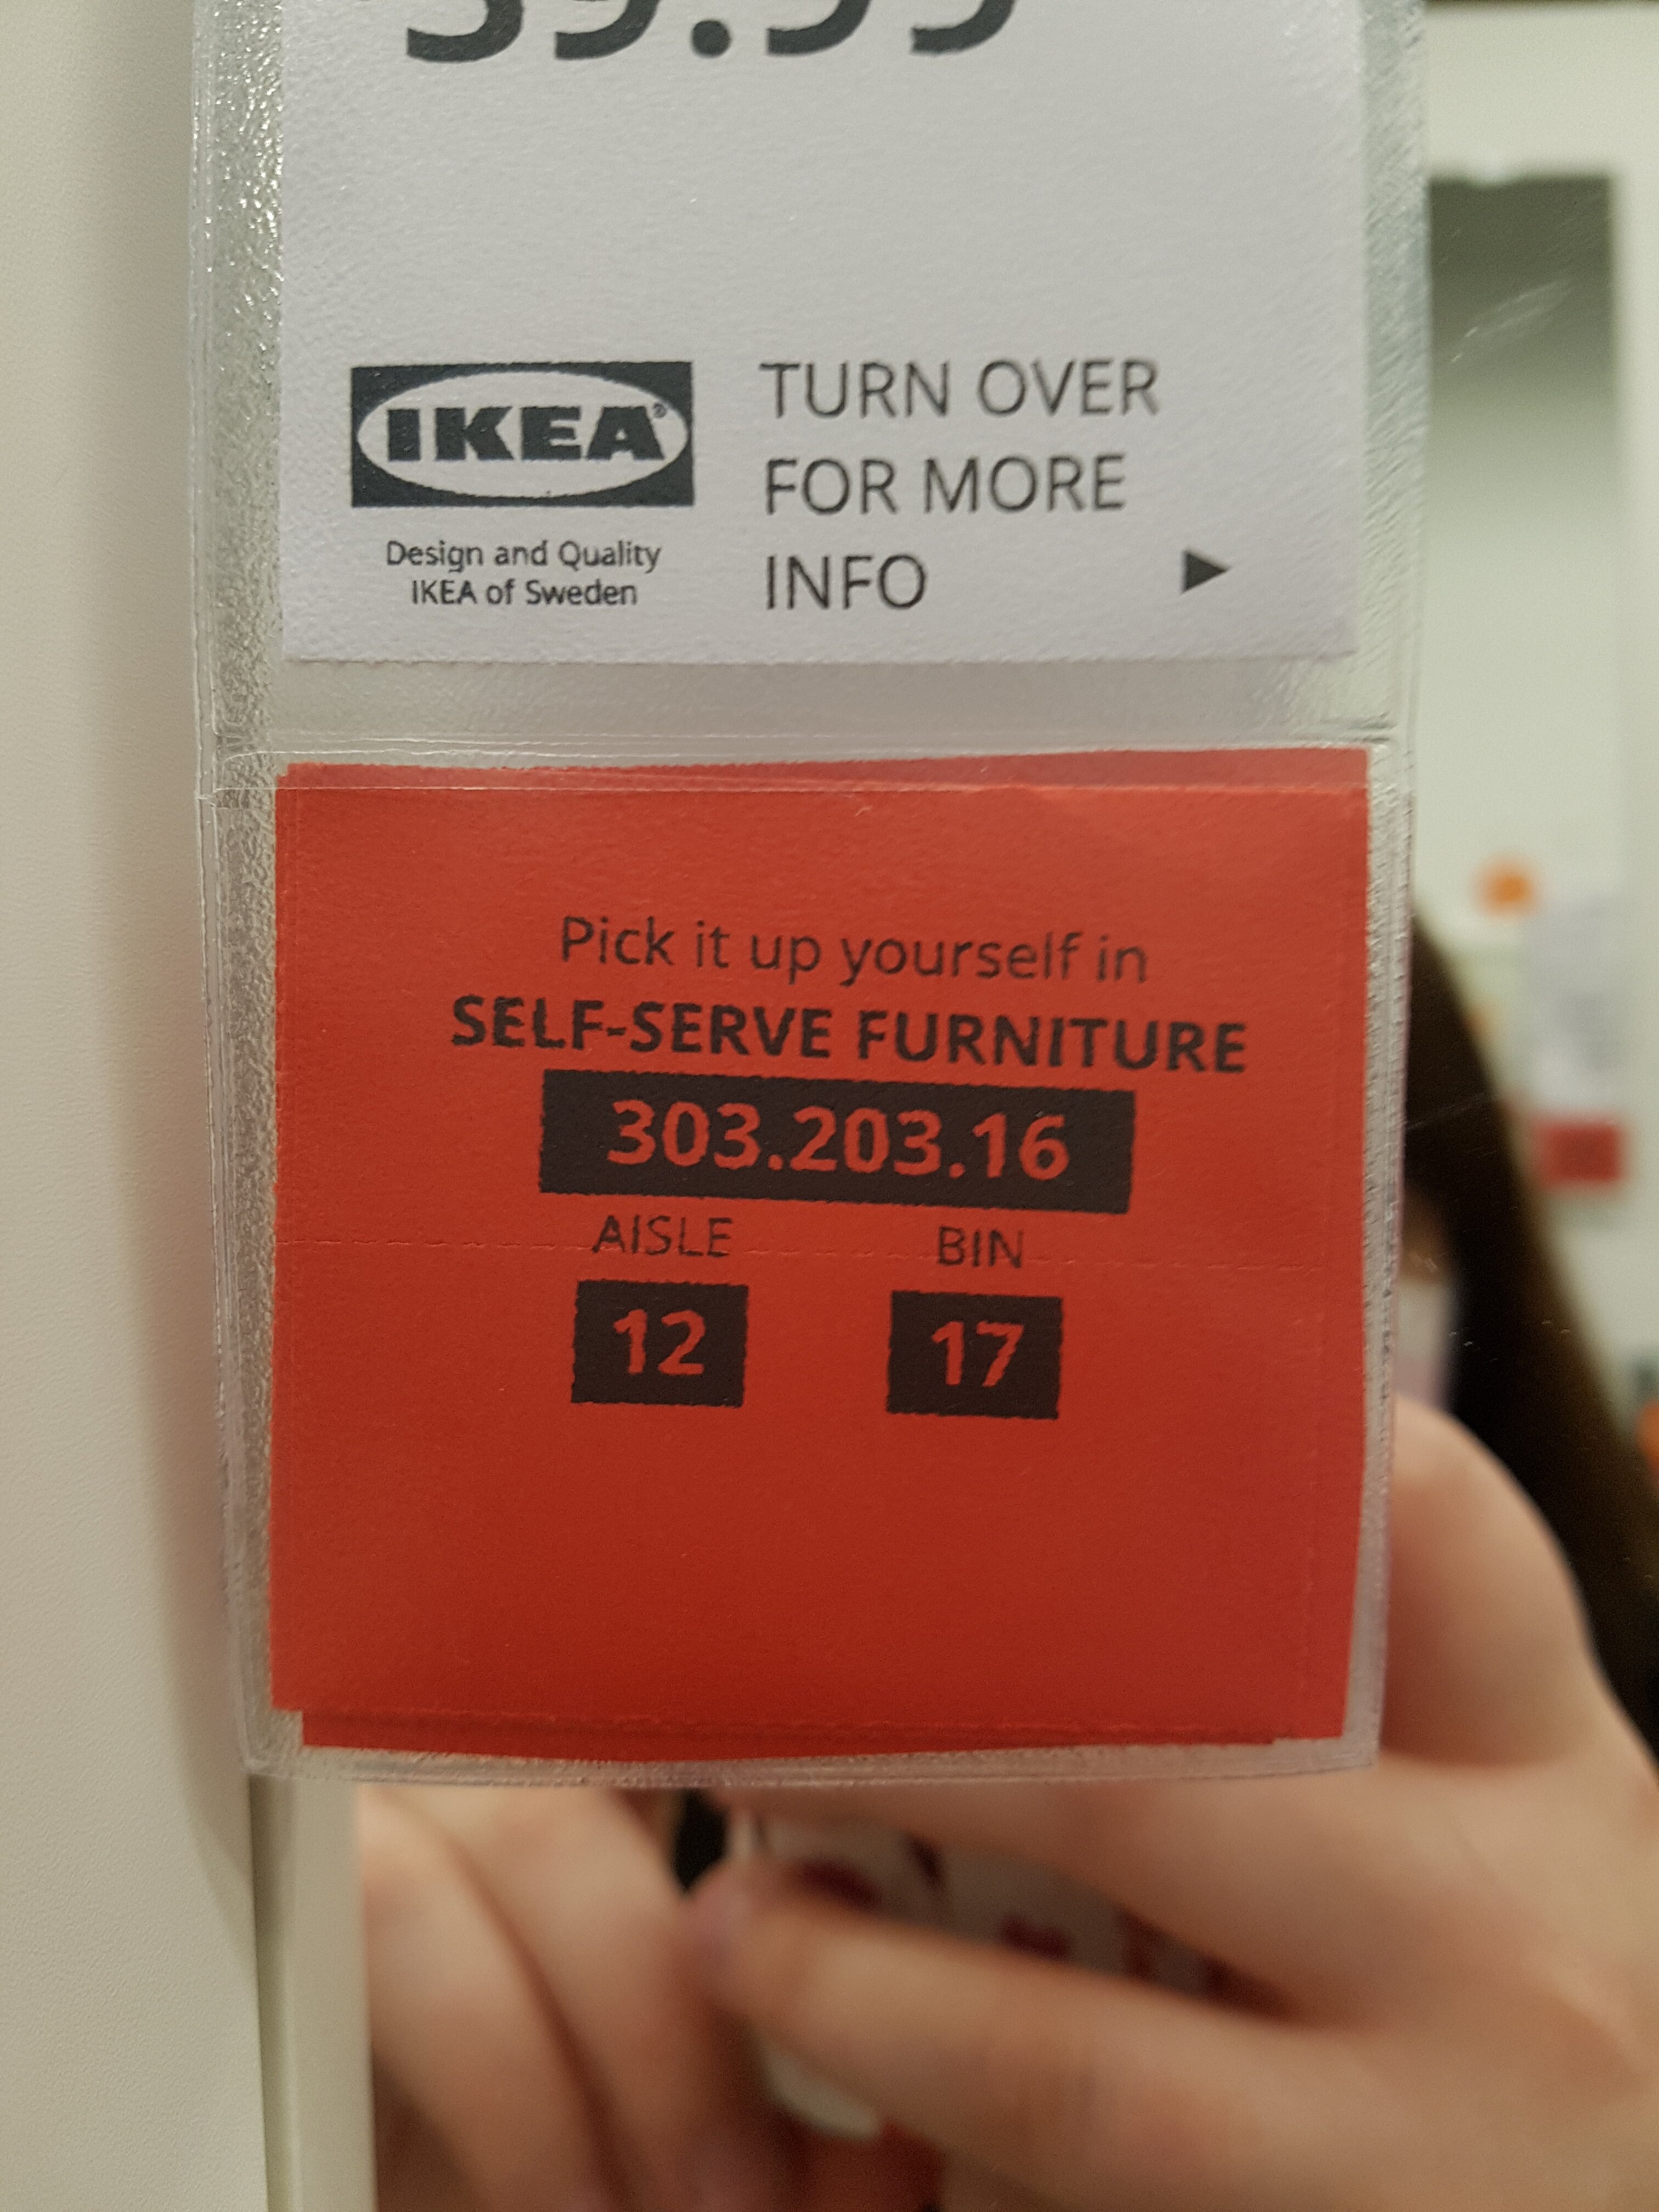 IKEA®
Design and Quality
IKEA of Sweden
TURN OVER
FOR MORE
INFO ▶
Pick it up yourself in
SELF-SERVE FURNITURE
303.203.16
AISLE BIN
12 17